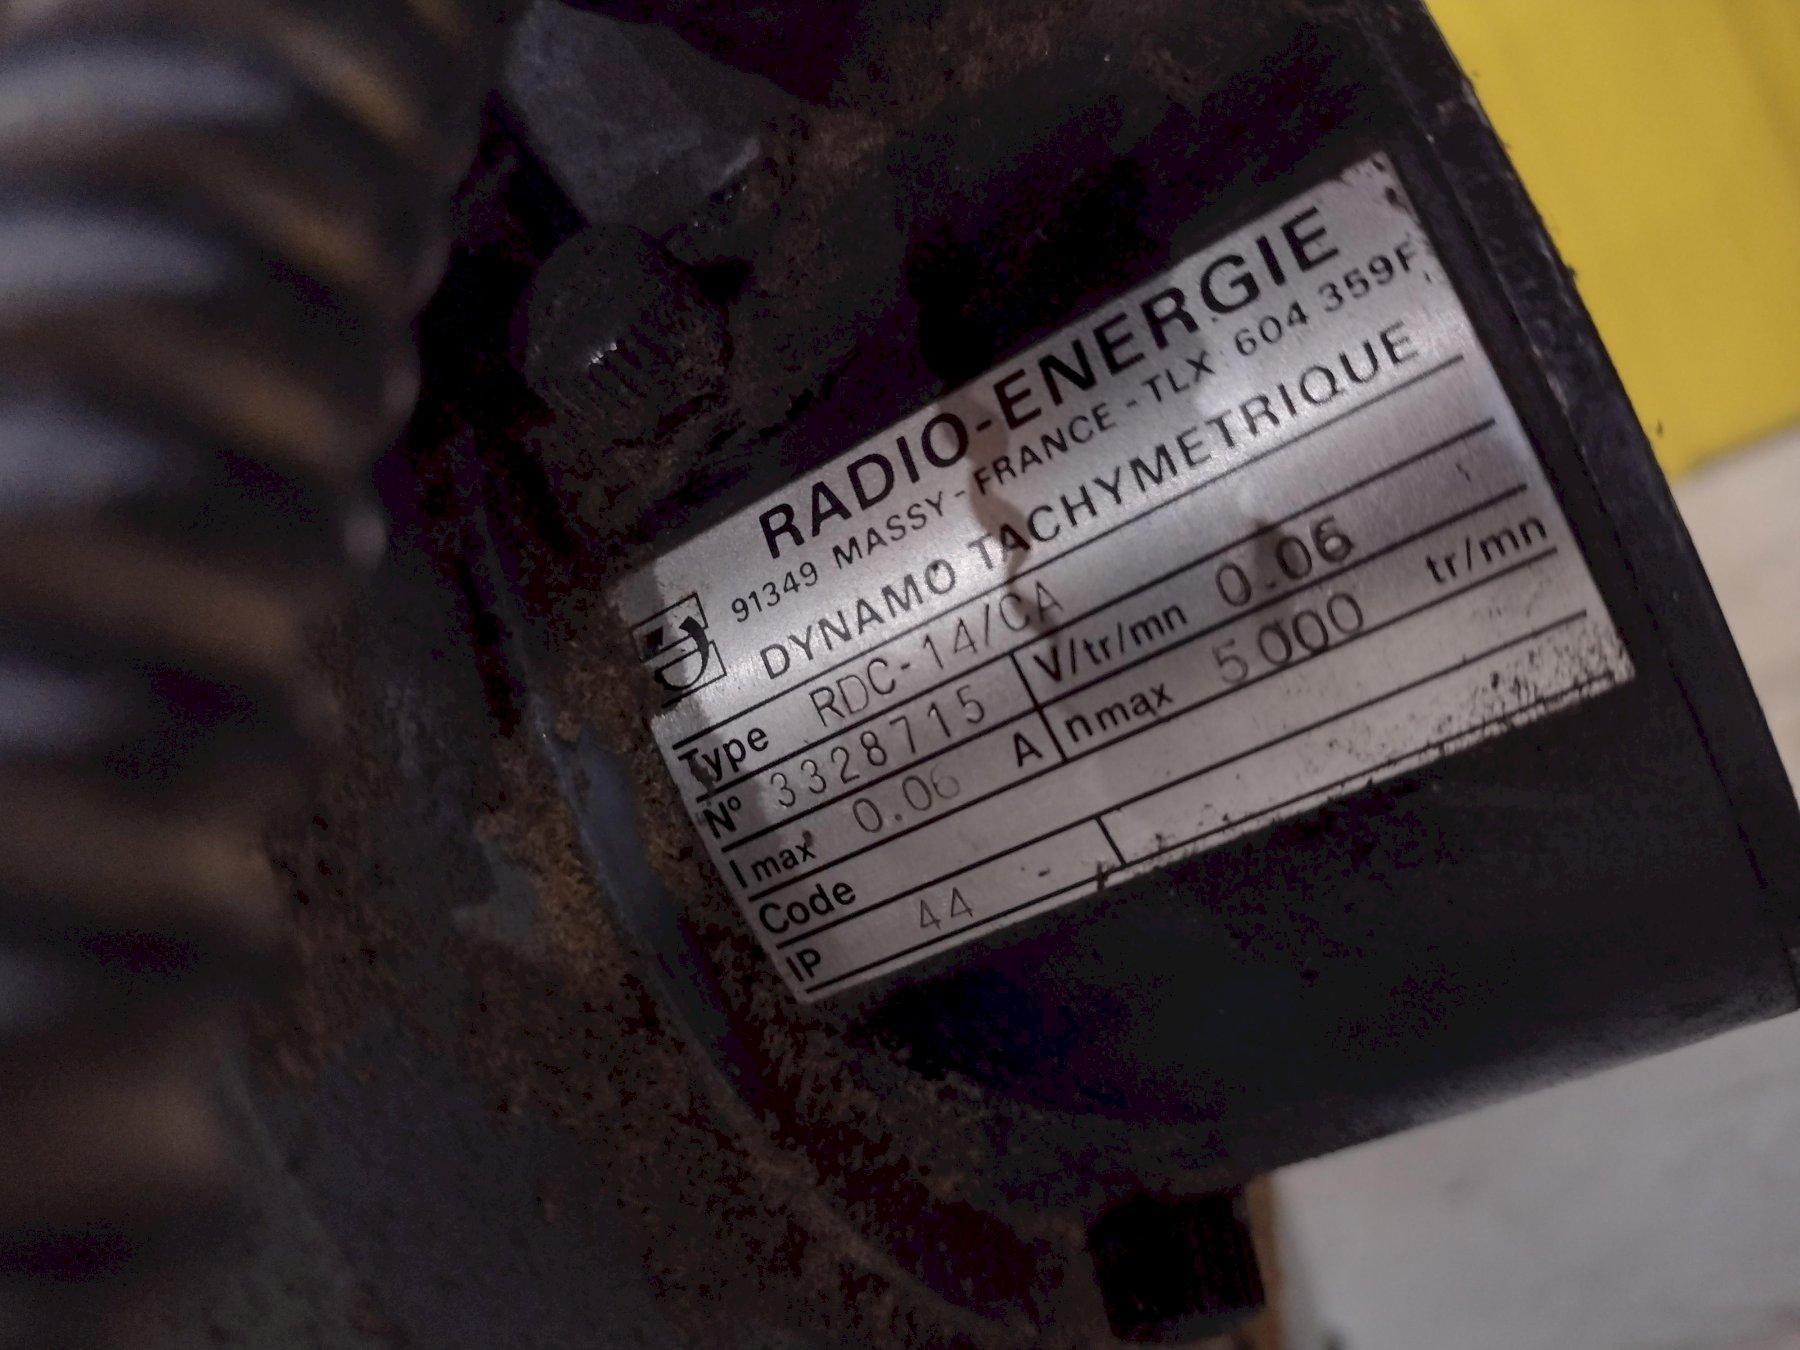 RADIO-ENERGIE
91349 MASSY - FRANCE - TLX 604 359F
DYNAMO TACHYMETRIQUE
Type RDC-14/CA
N° 3328715 V/tr/mn 0.06
I max 0.06 A nmax 5000 tr/mn
Code
IP 44 -